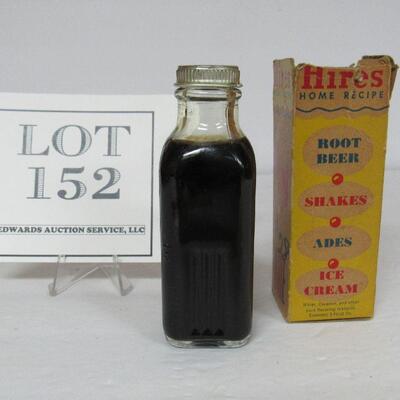 LOT
152
EDWARDS AUCTION SERVICE, LLC
Hires
HOME RECIPE
ROOT
BEER
SHAKES
ADES
ICE
CREAM